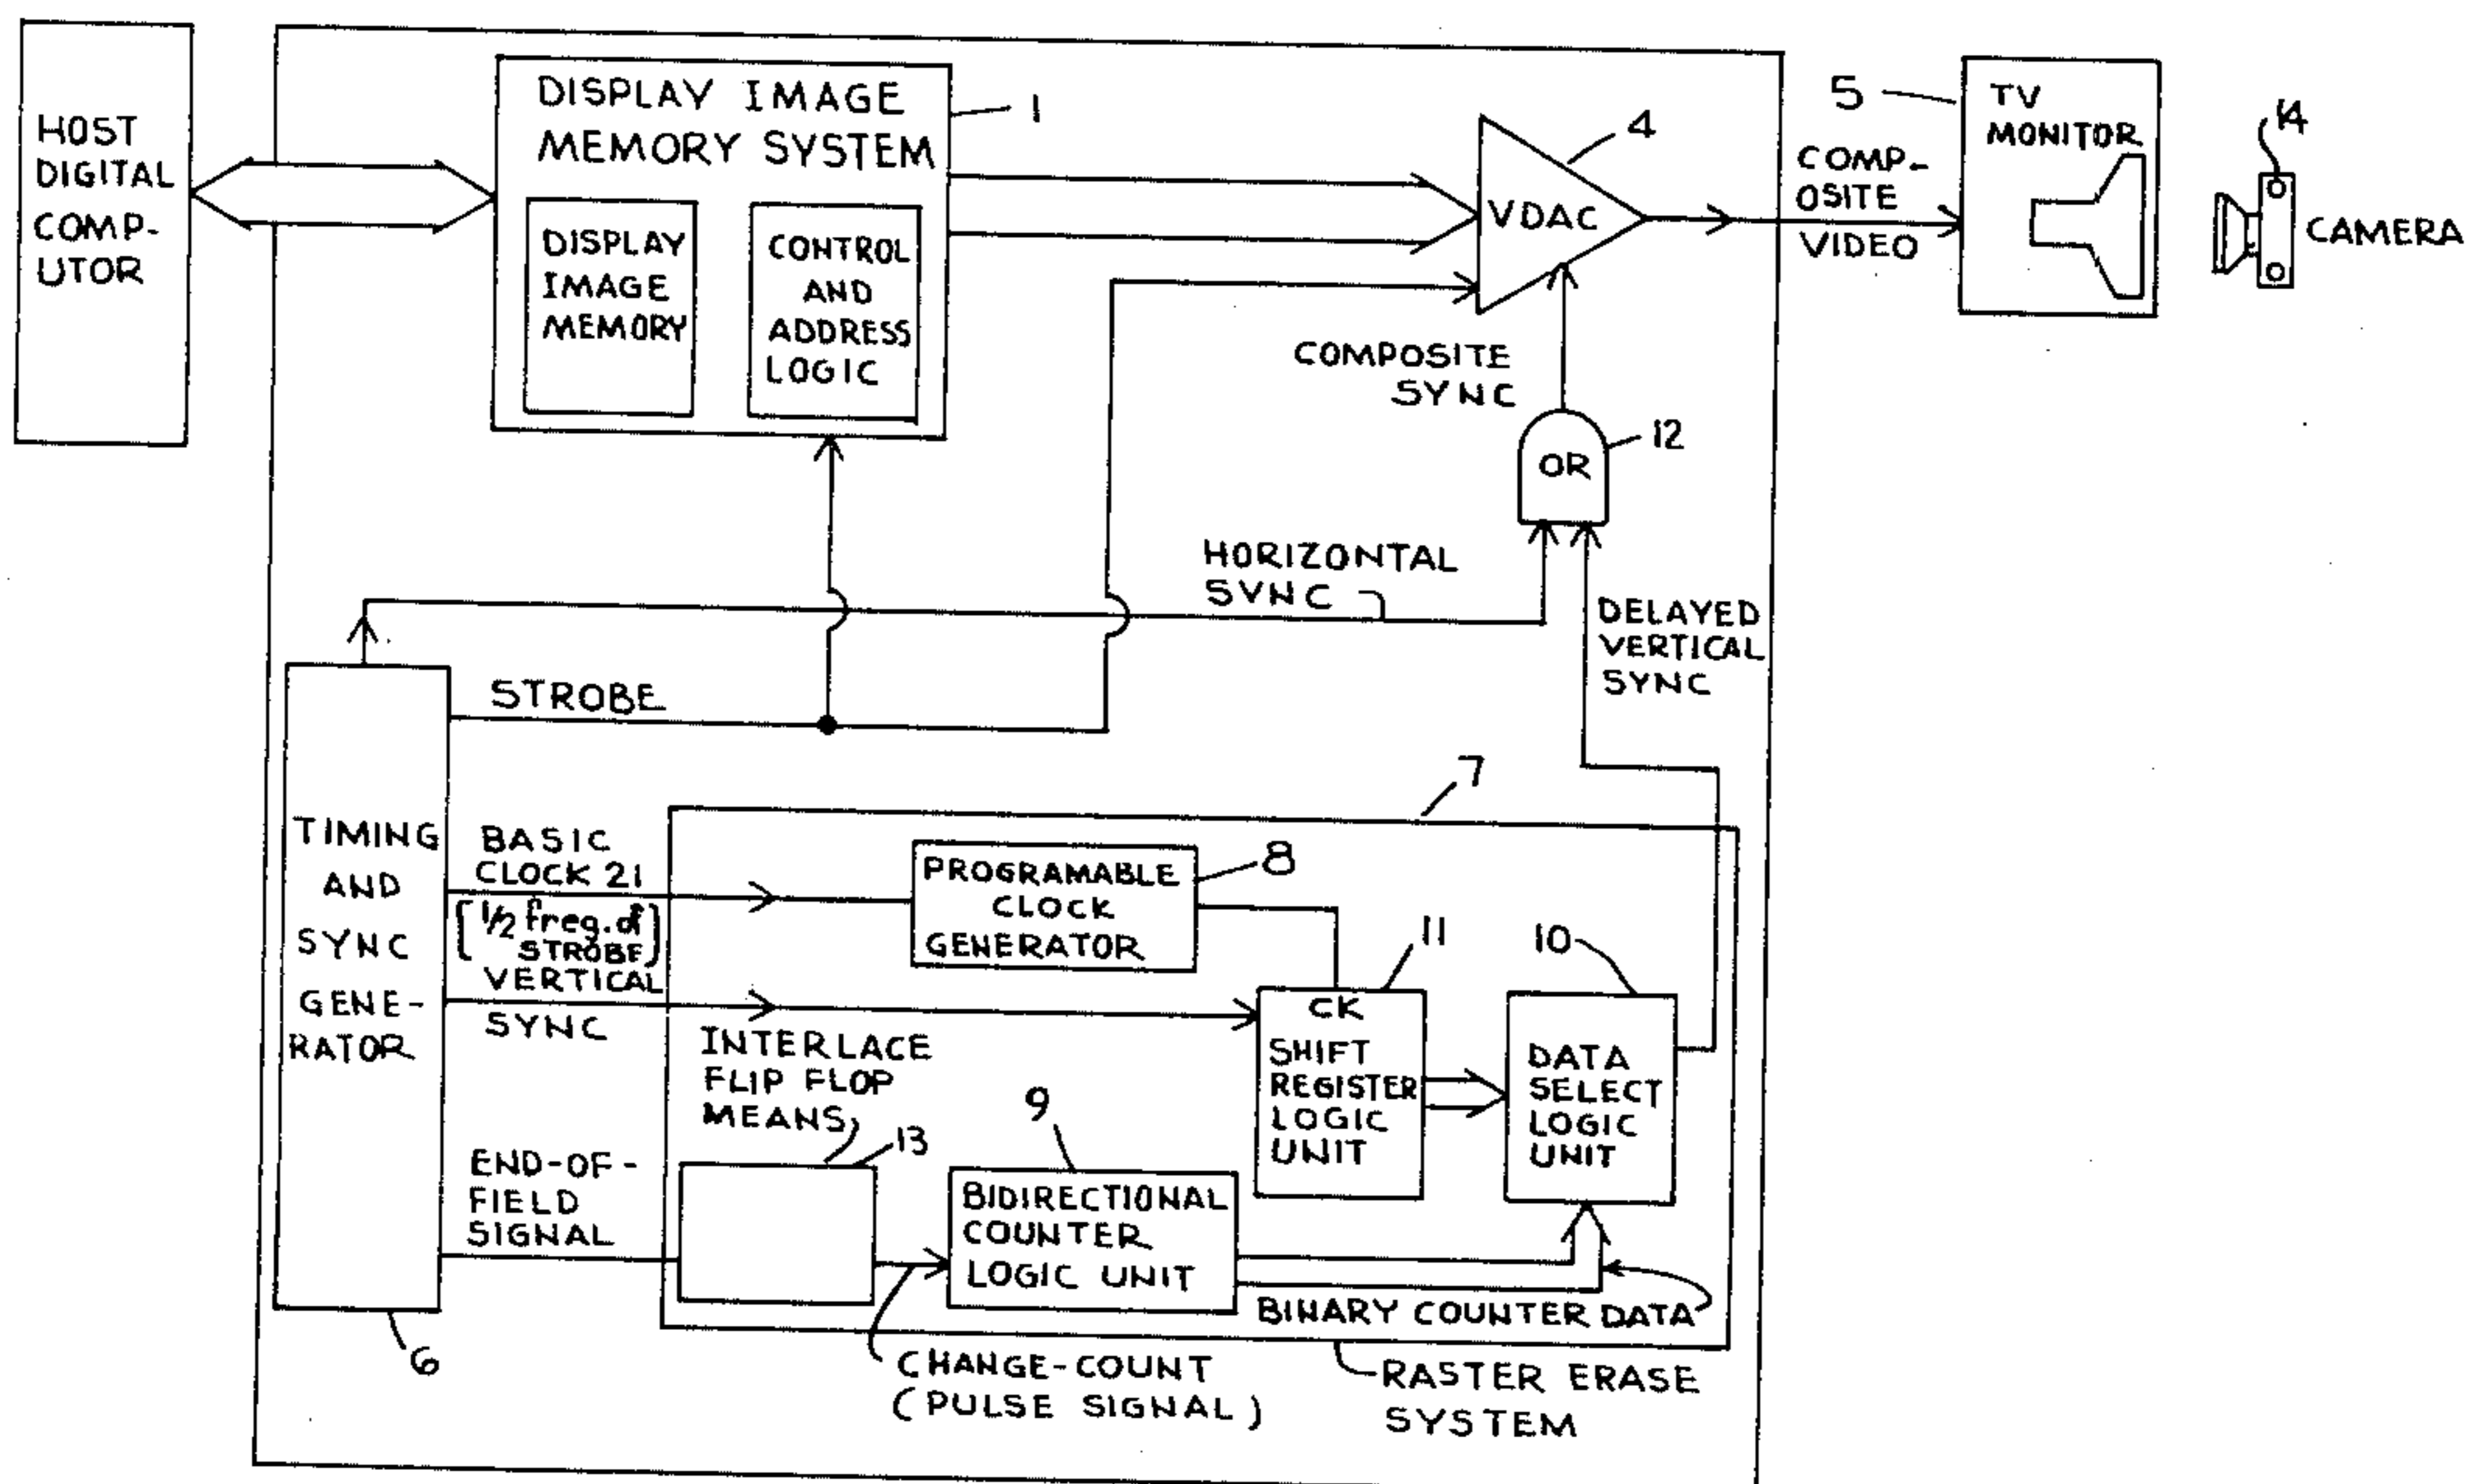 HOST
DIGITAL
COMP-
UTOR
DISPLAY IMAGE
MEMORY SYSTEM
1
DISPLAY
IMAGE
MEMORY
CONTROL
AND
ADDRESS
LOGIC
VDAC
4
COMP-
OSITE
VIDEO
5
TV
MONITOR
14
CAMERA
COMPOSITE
SYNC
OR
12
HORIZONTAL
SYNC
DELAYED
VERTICAL
SYNC
STROBE
TIMING
AND
SYNC
GENE-
RATOR
6
BASIC
CLOCK 21
[1/2 freq. of
STROBE]
VERTICAL
SYNC
7
PROGRAMABLE
CLOCK
GENERATOR
8
11
CK
SHIFT
REGISTER
LOGIC
UNIT
10
DATA
SELECT
LOGIC
UNIT
INTERLACE
FLIP FLOP
MEANS
13
END-OF-
FIELD
SIGNAL
9
BIDIRECTIONAL
COUNTER
LOGIC UNIT
BINARY COUNTER DATA
CHANGE-COUNT
(PULSE SIGNAL)
RASTER ERASE
SYSTEM